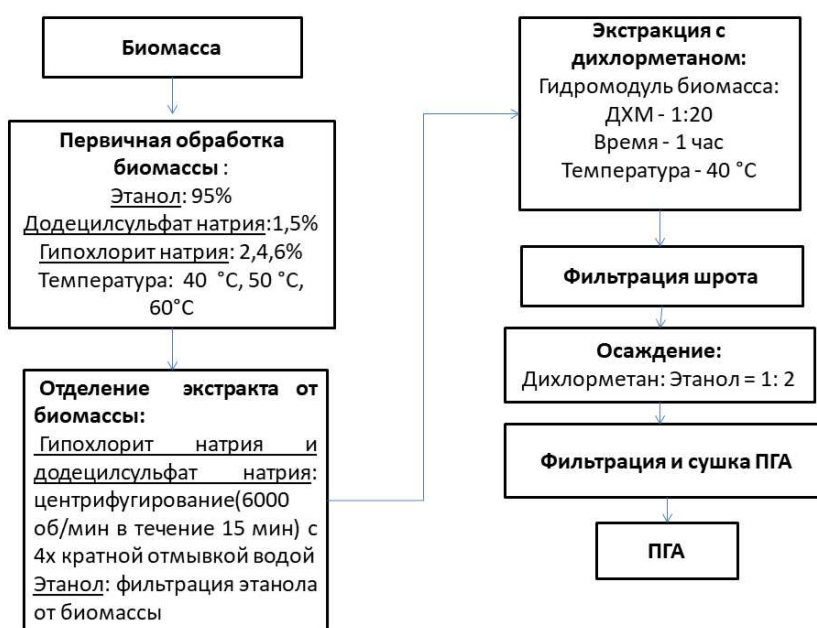 Биомасса
Первичная обработка
биомассы :
Этанол: 95%
Додецилсульфат натрия:1,5%
Гипохлорит натрия: 2,4,6%
Температура: 40 °С, 50 °С,
60°С
Отделение экстракта от
биомассы:
Гипохлорит натрия и
додецилсульфат натрия:
центрифугирование(6000
об/мин в течение 15 мин) с
4х кратной отмывкой водой
Этанол: фильтрация этанола
от биомассы
Экстракция с
дихлорметаном:
Гидромодуль биомасса:
ДХМ - 1:20
Время - 1 час
Температура - 40 °С
Фильтрация шрота
Осаждение:
Дихлорметан: Этанол = 1: 2
Фильтрация и сушка ПГА
ПГА